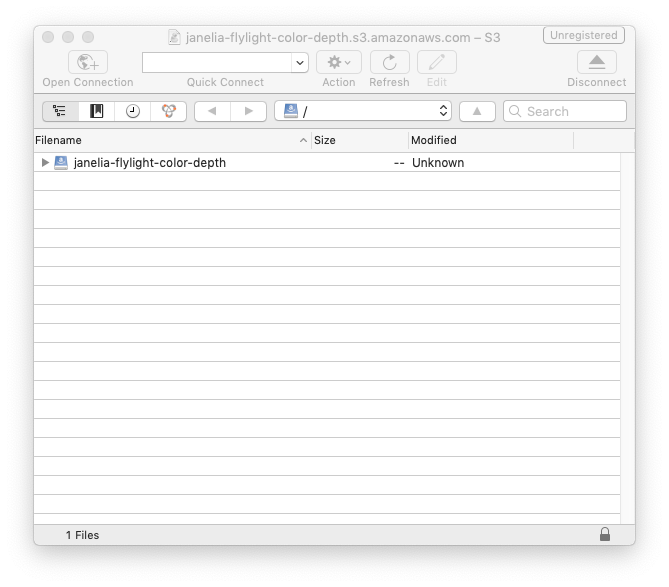 janelia-flylight-color-depth.s3.amazonaws.com – S3
Unregistered
Open Connection
Quick Connect
Action
Refresh
Edit
Disconnect
/
Search
Filename Size Modified
janelia-flylight-color-depth -- Unknown
1 Files